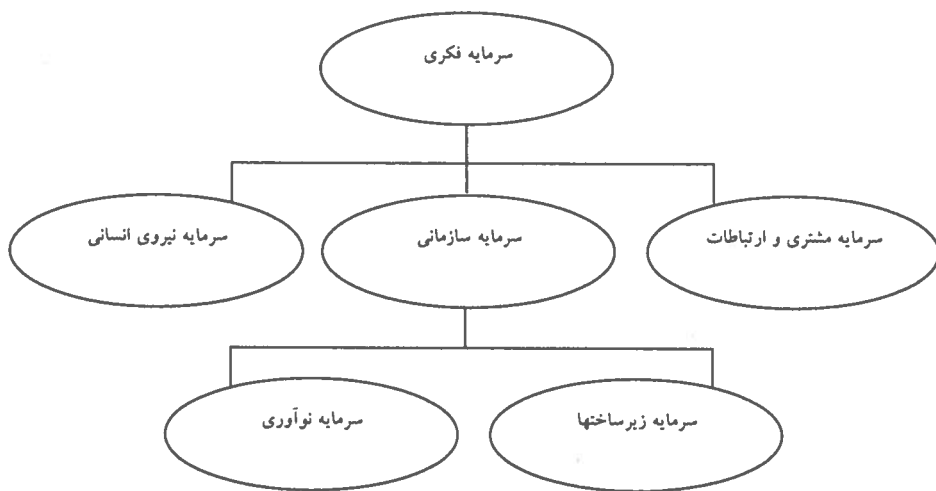 سرمایه فکری
سرمایه مشتری و ارتباطات
سرمایه سازمانی
سرمایه نیروی انسانی
سرمایه زیرساختها
سرمایه نوآوری